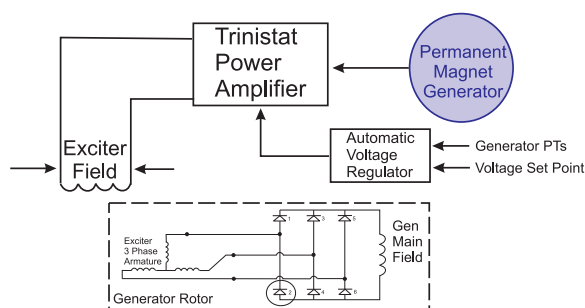 Trinistat
Power
Amplifier
Permanent
Magnet
Generator
Exciter
Field
Automatic
Voltage
Regulator
Generator PTs
Voltage Set Point
Exciter
3 Phase
Armature
1
3
5
2
4
6
Gen
Main
Field
Generator Rotor